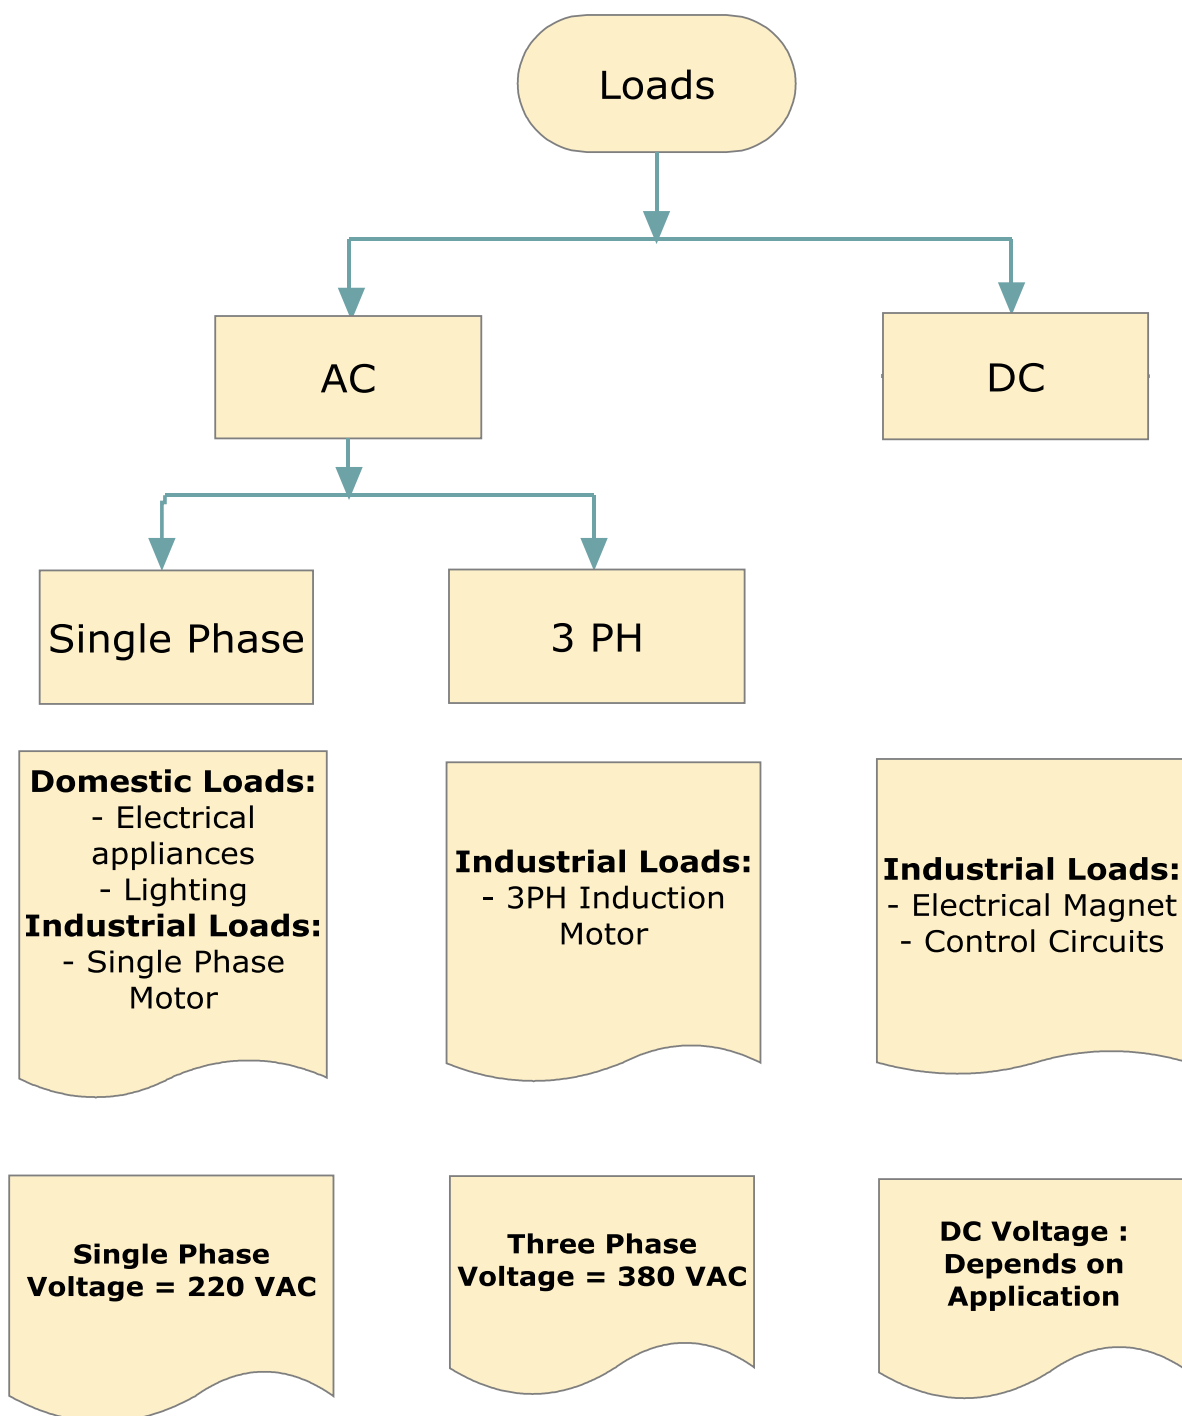 Loads
AC
DC
Single Phase
3 PH
Domestic Loads:
- Electrical
appliances
- Lighting
Industrial Loads:
- Single Phase
Motor
Industrial Loads:
- 3PH Induction
Motor
Industrial Loads:
- Electrical Magnet
- Control Circuits
Single Phase
Voltage = 220 VAC
Three Phase
Voltage = 380 VAC
DC Voltage :
Depends on
Application